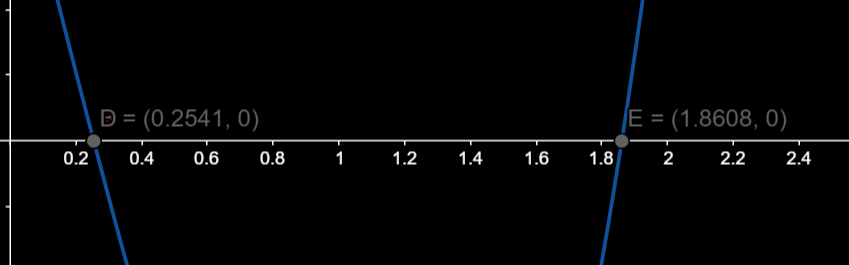 D = (0.2541, 0)
E = (1.8608, 0)
0.2 0.4 0.6 0.8 1 1.2 1.4 1.6 1.8 2 2.2 2.4